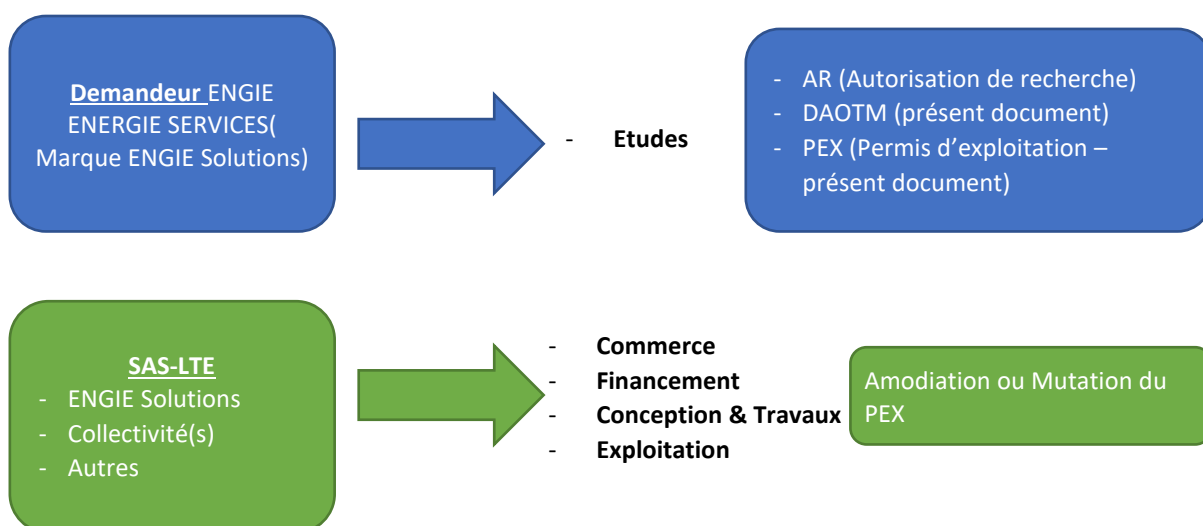 Demandeur ENGIE
ENERGIE SERVICES(
Marque ENGIE Solutions)
- Etudes
- AR (Autorisation de recherche)
- DAOTM (présent document)
- PEX (Permis d'exploitation –
présent document)
SAS-LTE
- ENGIE Solutions
- Collectivité(s)
- Autres
- Commerce
- Financement
- Conception & Travaux
- Exploitation
Amodiation ou Mutation du
PEX